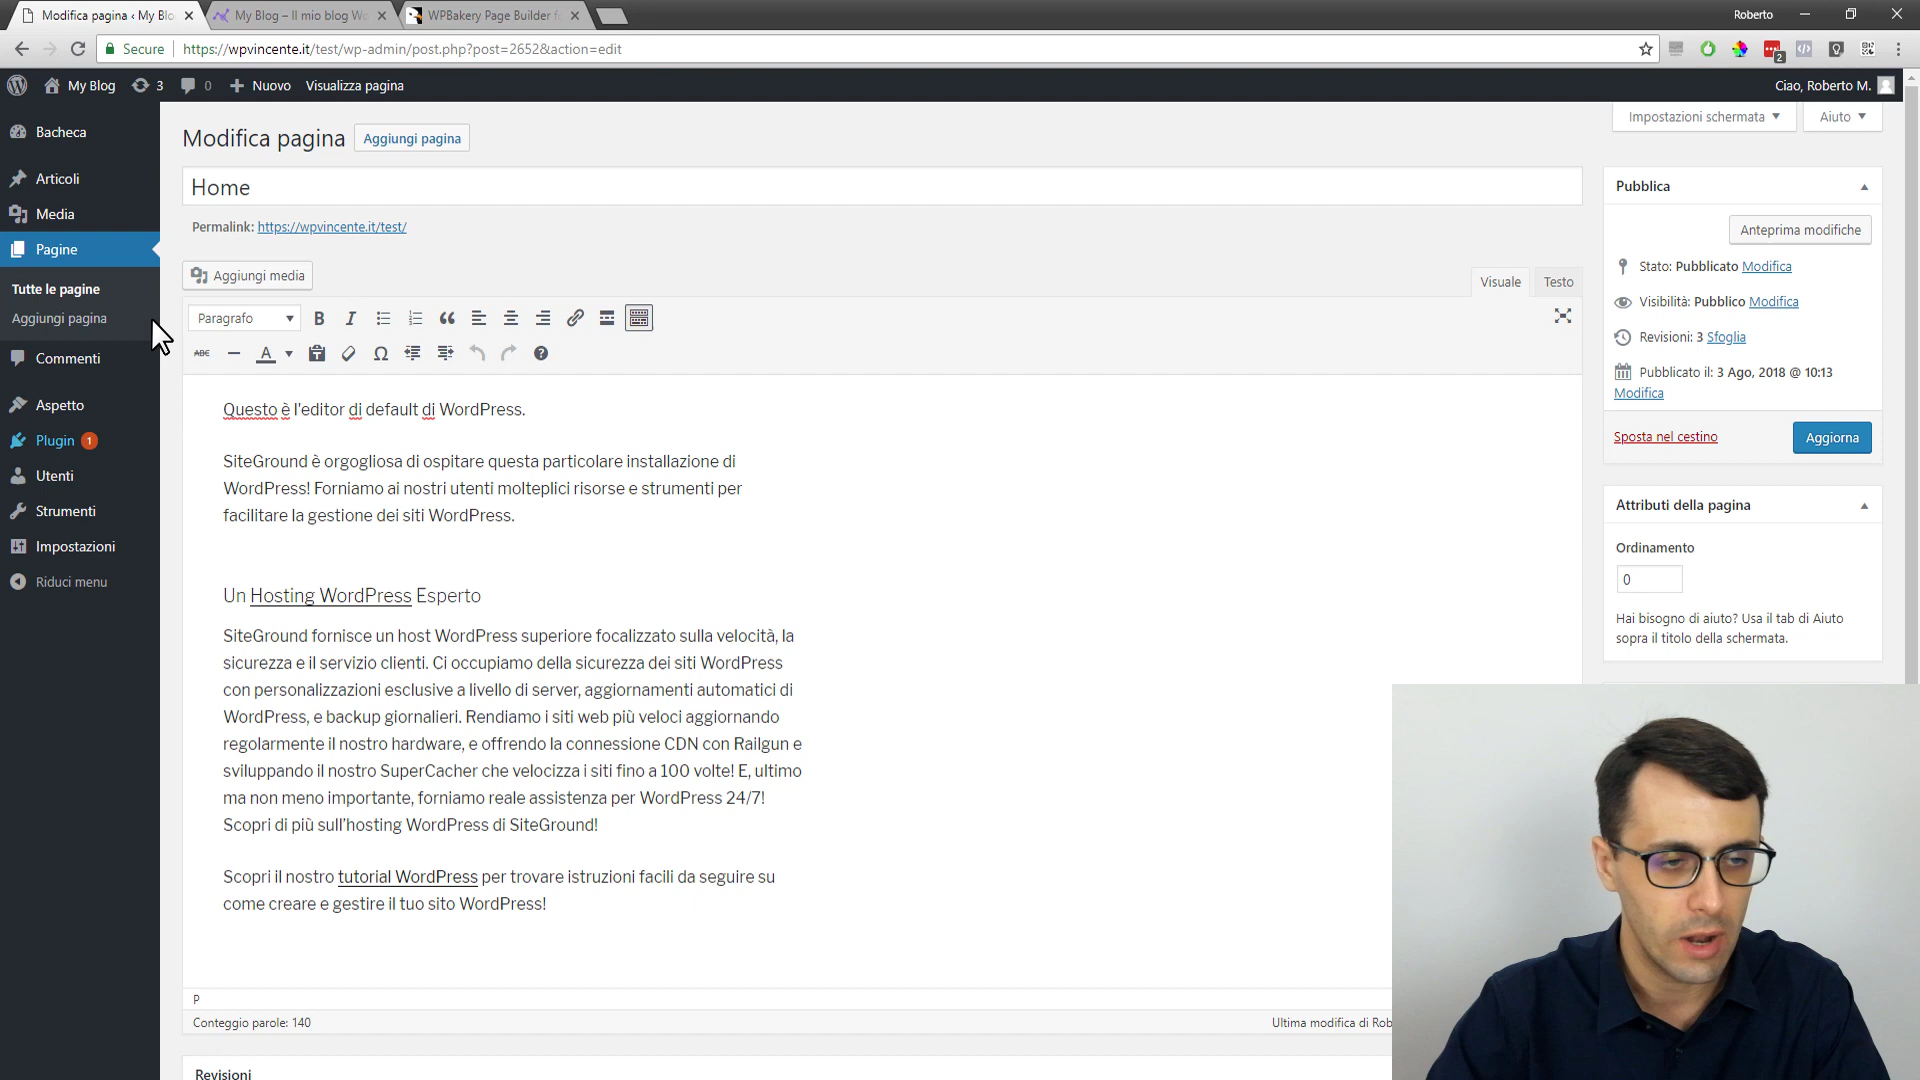 Modifica pagina ‹ My Blo
My Blog – Il mio blog Wo
WPBakery Page Builder f
Roberto
Secure
https://wpvincente.it/test/wp-admin/post.php?post=2652&action=edit
2
My Blog
3
0
Nuovo
Visualizza pagina
Ciao, Roberto M.
Bacheca
Articoli
Media
Pagine
Tutte le pagine
Aggiungi pagina
Commenti
Aspetto
Plugin 1
Utenti
Strumenti
Impostazioni
Riduci menu
Impostazioni schermata
Aiuto
Modifica pagina
Aggiungi pagina
Home
Permalink: https://wpvincente.it/test/
Aggiungi media
Visuale
Testo
Paragrafo
B I
ABC
A
Questo è l'editor di default di WordPress.
SiteGround è orgogliosa di ospitare questa particolare installazione di
WordPress! Forniamo ai nostri utenti molteplici risorse e strumenti per
facilitare la gestione dei siti WordPress.
Un Hosting WordPress Esperto
SiteGround fornisce un host WordPress superiore focalizzato sulla velocità, la
sicurezza e il servizio clienti. Ci occupiamo della sicurezza dei siti WordPress
con personalizzazioni esclusive a livello di server, aggiornamenti automatici di
WordPress, e backup giornalieri. Rendiamo i siti web più veloci aggiornando
regolarmente il nostro hardware, e offrendo la connessione CDN con Railgun e
sviluppando il nostro SuperCacher che velocizza i siti fino a 100 volte! E, ultimo
ma non meno importante, forniamo reale assistenza per WordPress 24/7!
Scopri di più sull'hosting WordPress di SiteGround!
Scopri il nostro tutorial WordPress per trovare istruzioni facili da seguire su
come creare e gestire il tuo sito WordPress!
P
Conteggio parole: 140
Ultima modifica di Rob
Revisioni
Pubblica
Anteprima modifiche
Stato: Pubblicato Modifica
Visibilità: Pubblico Modifica
Revisioni: 3 Sfoglia
Pubblicato il: 3 Ago, 2018 @ 10:13
Modifica
Sposta nel cestino
Aggiorna
Attributi della pagina
Ordinamento
0
Hai bisogno di aiuto? Usa il tab di Aiuto
sopra il titolo della schermata.